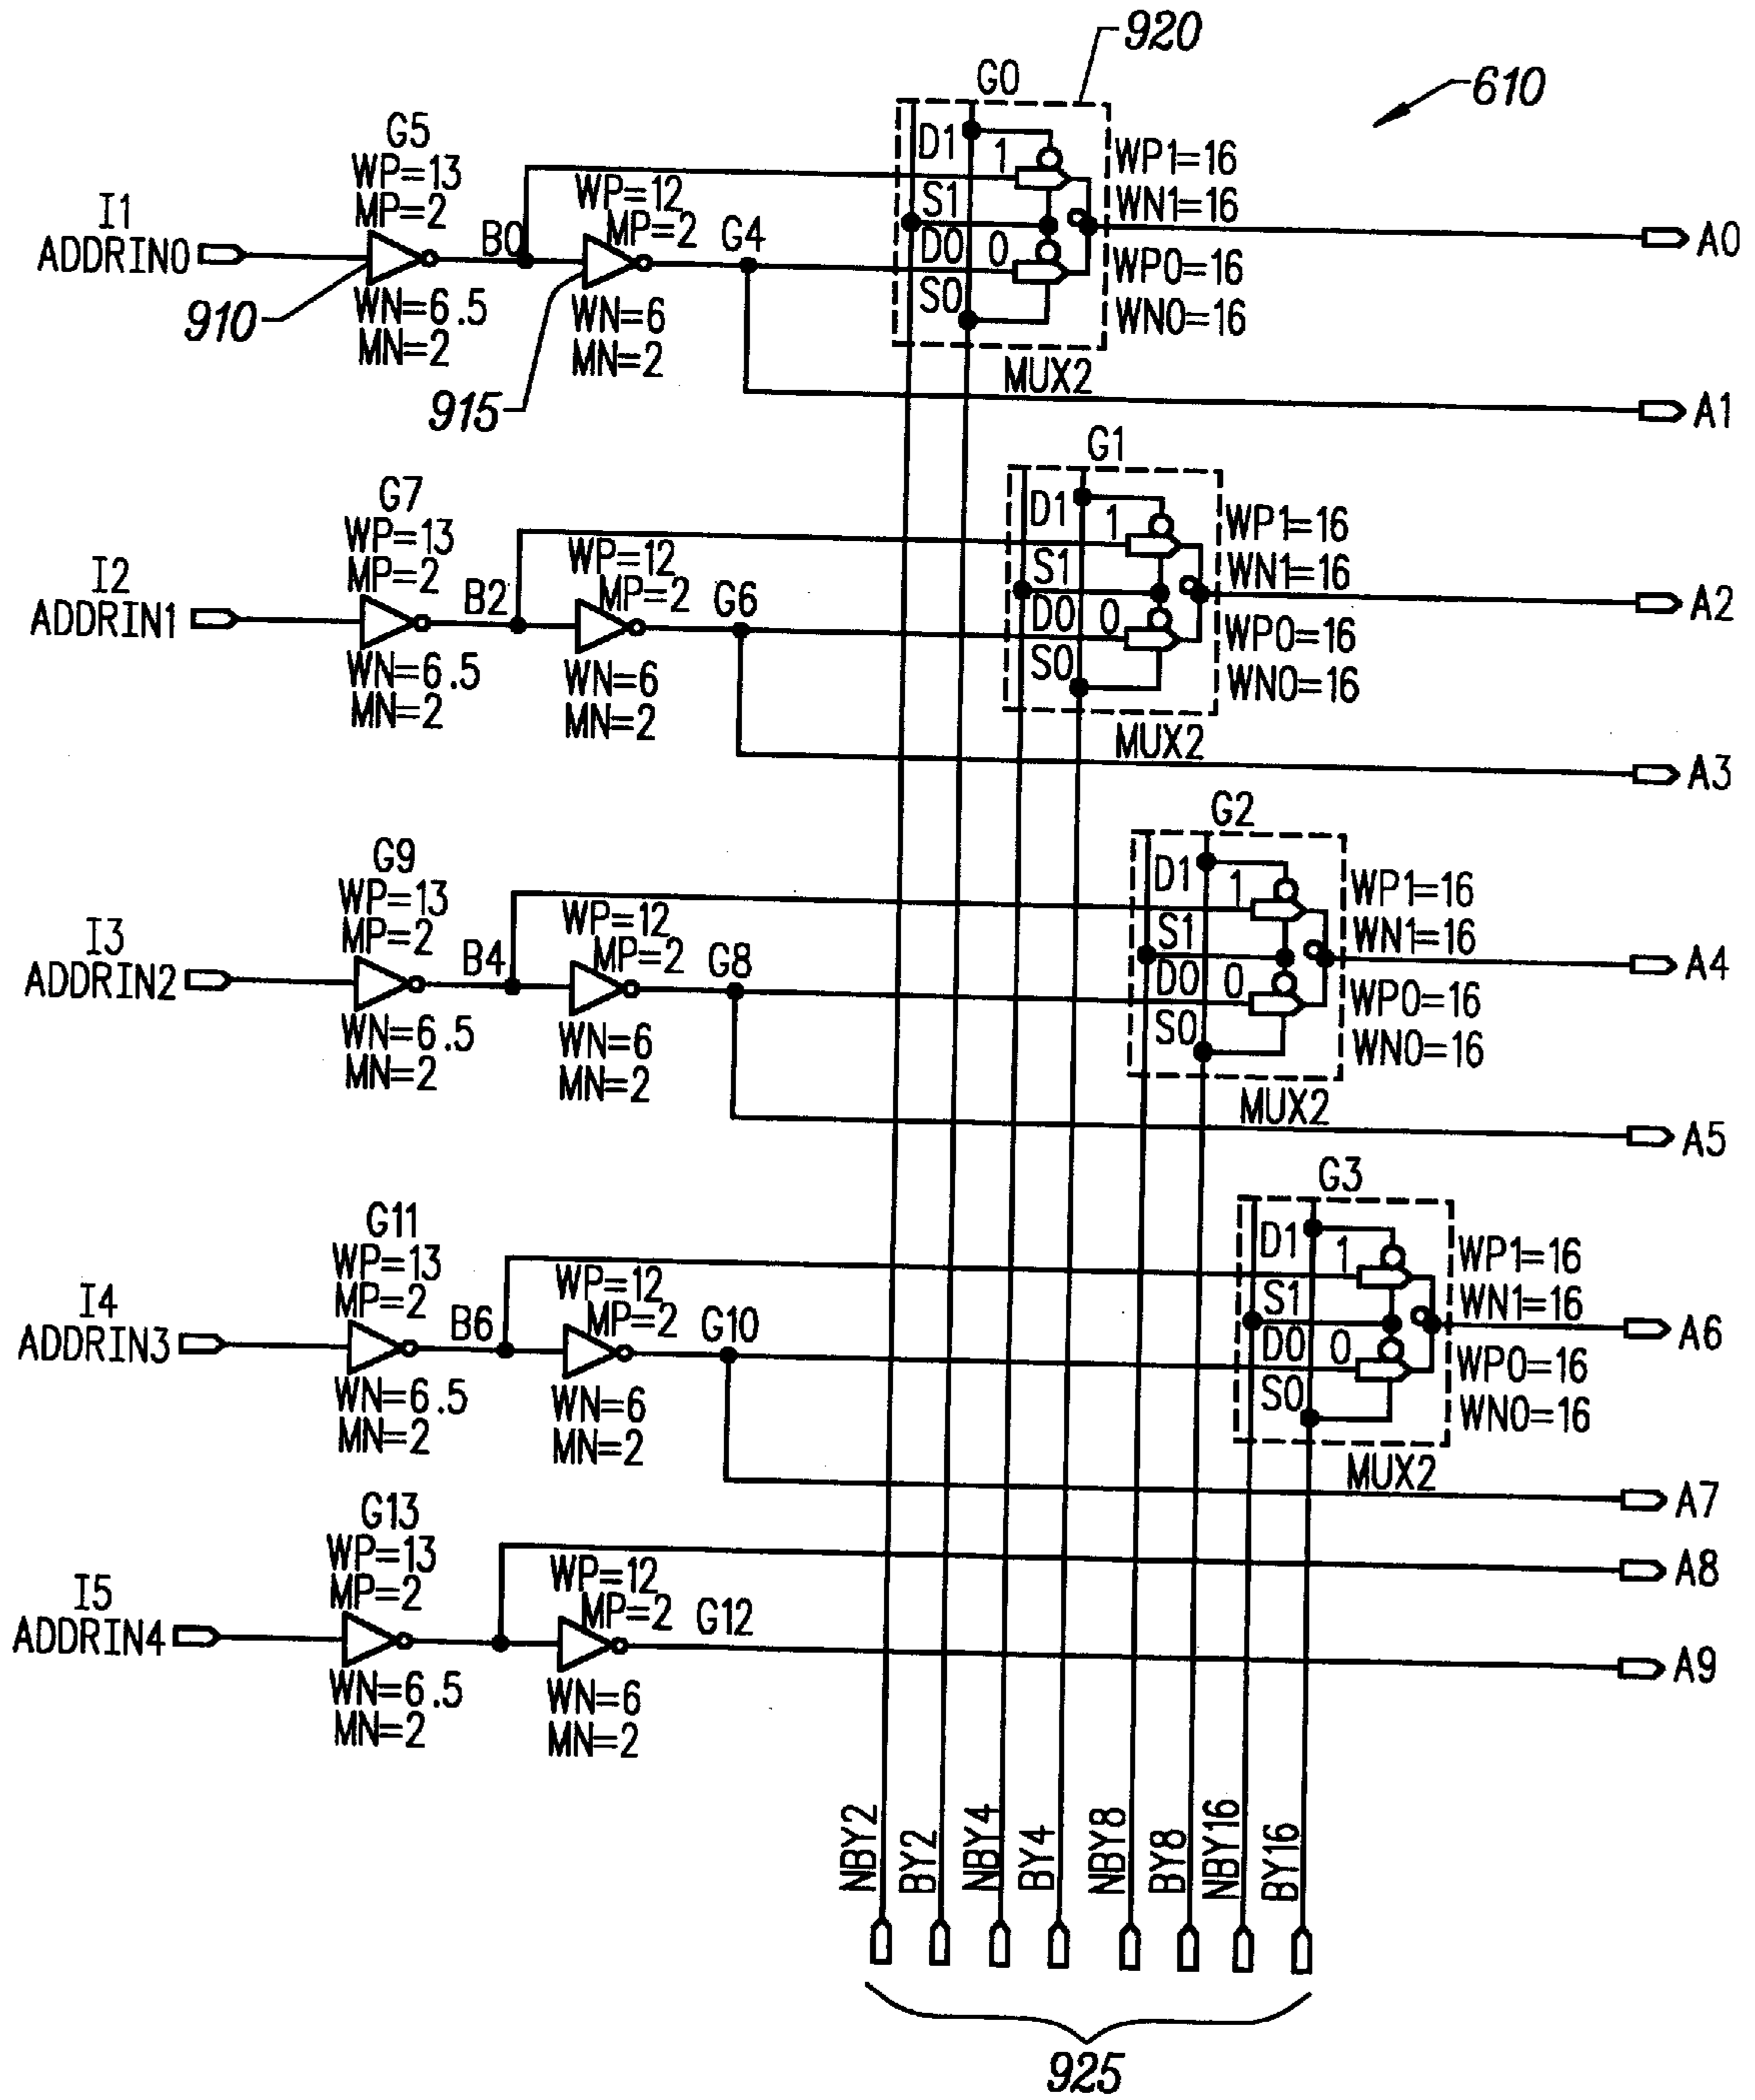 920
610
G0
G5
WP=13
MP=2
I1
ADDRIN0
B0
WP=12
MP=2
G4
D1
1
S1
D0
0
S0
WP1=16
WN1=16
WP0=16
WN0=16
A0
910
WN=6.5
MN=2
WN=6
MN=2
915
MUX2
A1
G1
G7
WP=13
MP=2
I2
ADDRIN1
B2
WP=12
MP=2
G6
D1
1
S1
D0
0
S0
WP1=16
WN1=16
WP0=16
WN0=16
A2
WN=6.5
MN=2
WN=6
MN=2
MUX2
A3
G2
G9
WP=13
MP=2
I3
ADDRIN2
B4
WP=12
MP=2
G8
D1
1
S1
D0
0
S0
WP1=16
WN1=16
WP0=16
WN0=16
A4
WN=6.5
MN=2
WN=6
MN=2
MUX2
A5
G3
G11
WP=13
MP=2
I4
ADDRIN3
B6
WP=12
MP=2
G10
D1
1
S1
D0
0
S0
WP1=16
WN1=16
WP0=16
WN0=16
A6
WN=6.5
MN=2
WN=6
MN=2
MUX2
A7
G13
WP=13
MP=2
I5
ADDRIN4
WP=12
MP=2
G12
A8
A9
WN=6.5
MN=2
WN=6
MN=2
NBY2
BY2
NBY4
BY4
NBY8
BY8
NBY16
BY16
925